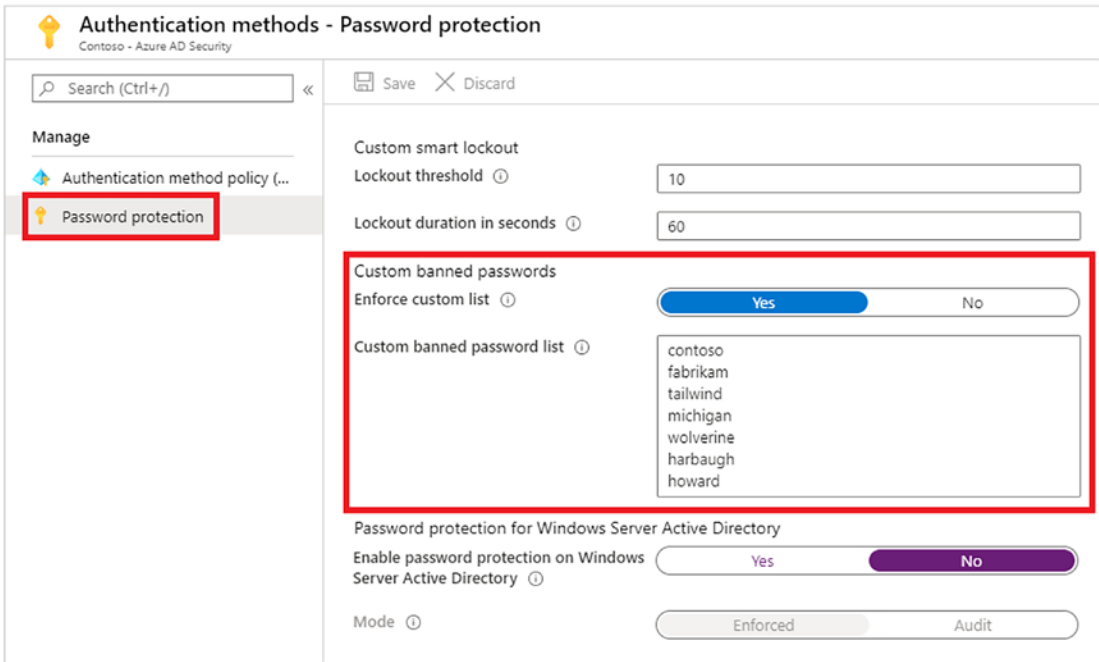 Authentication methods - Password protection
Contoso - Azure AD Security
Search (Ctrl+/)
«
Save
Discard
Manage
Authentication method policy (...
Password protection
Custom smart lockout
Lockout threshold
10
Lockout duration in seconds
60
Custom banned passwords
Enforce custom list
Yes
No
Custom banned password list
contoso
fabrikam
tailwind
michigan
wolverine
harbaugh
howard
Password protection for Windows Server Active Directory
Enable password protection on Windows
Server Active Directory
Yes
No
Mode
Enforced
Audit